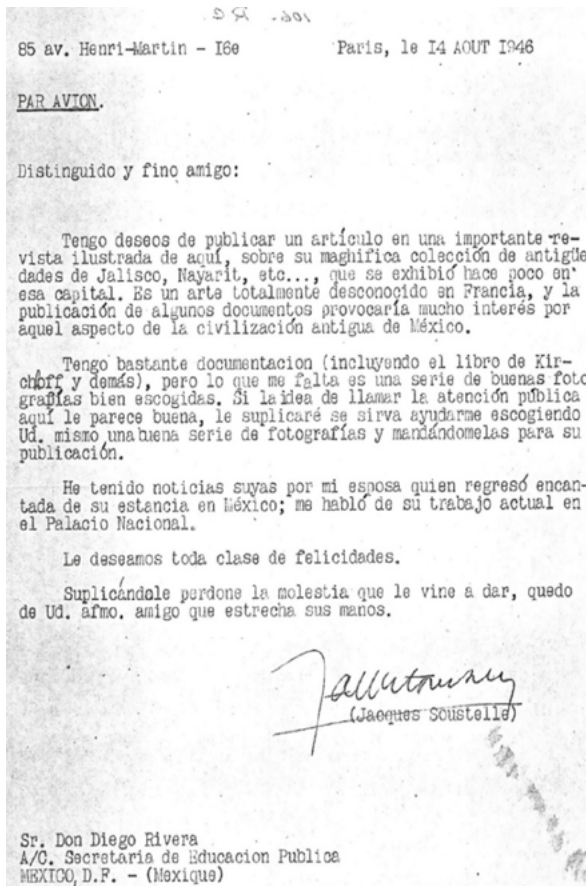 85 av. Henri-Martin - I6e Paris, le I4 AOUT I946
PAR AVION.
Distinguido y fino amigo:
Tengo deseos de publicar un artículo en una importante re-
vista ilustrada de aquí, sobre su maghifica colección de antigüe
dades de Jalisco, Nayarit, etc..., que se exhibió hace poco en
esa capital. Es un arte totalmente desconocido en Francia, y la
publicación de algunos documentos provocaría mucho interés por
aquel aspecto de la civilización antigua de México.
Tengo bastante documentacion (incluyendo el libro de Kir-
choff y demás), pero lo que me falta es una serie de buenas foto
grafías bien escogidas. Si la idea de llamar la atención pública
aquí le parece buena, le suplicaré se sirva ayudarme escogiendo
Ud. mismo una buena serie de fotografías y mandándomelas para su
publicación.
He tenido noticias suyas por mi esposa quien regresó encan-
tada de su estancia en México; me habló de su trabajo actual en
el Palacio Nacional.
Le deseamos toda clase de felicidades.
Suplicándole perdone la molestia que le vine a dar, quedo
de Ud. afmo. amigo que estrecha sus manos.
(Jacques Soustelle)
Sr. Don Diego Rivera
A/C. Secretaria de Educacion Publica
MEXICO, D.F. - (Mexique)